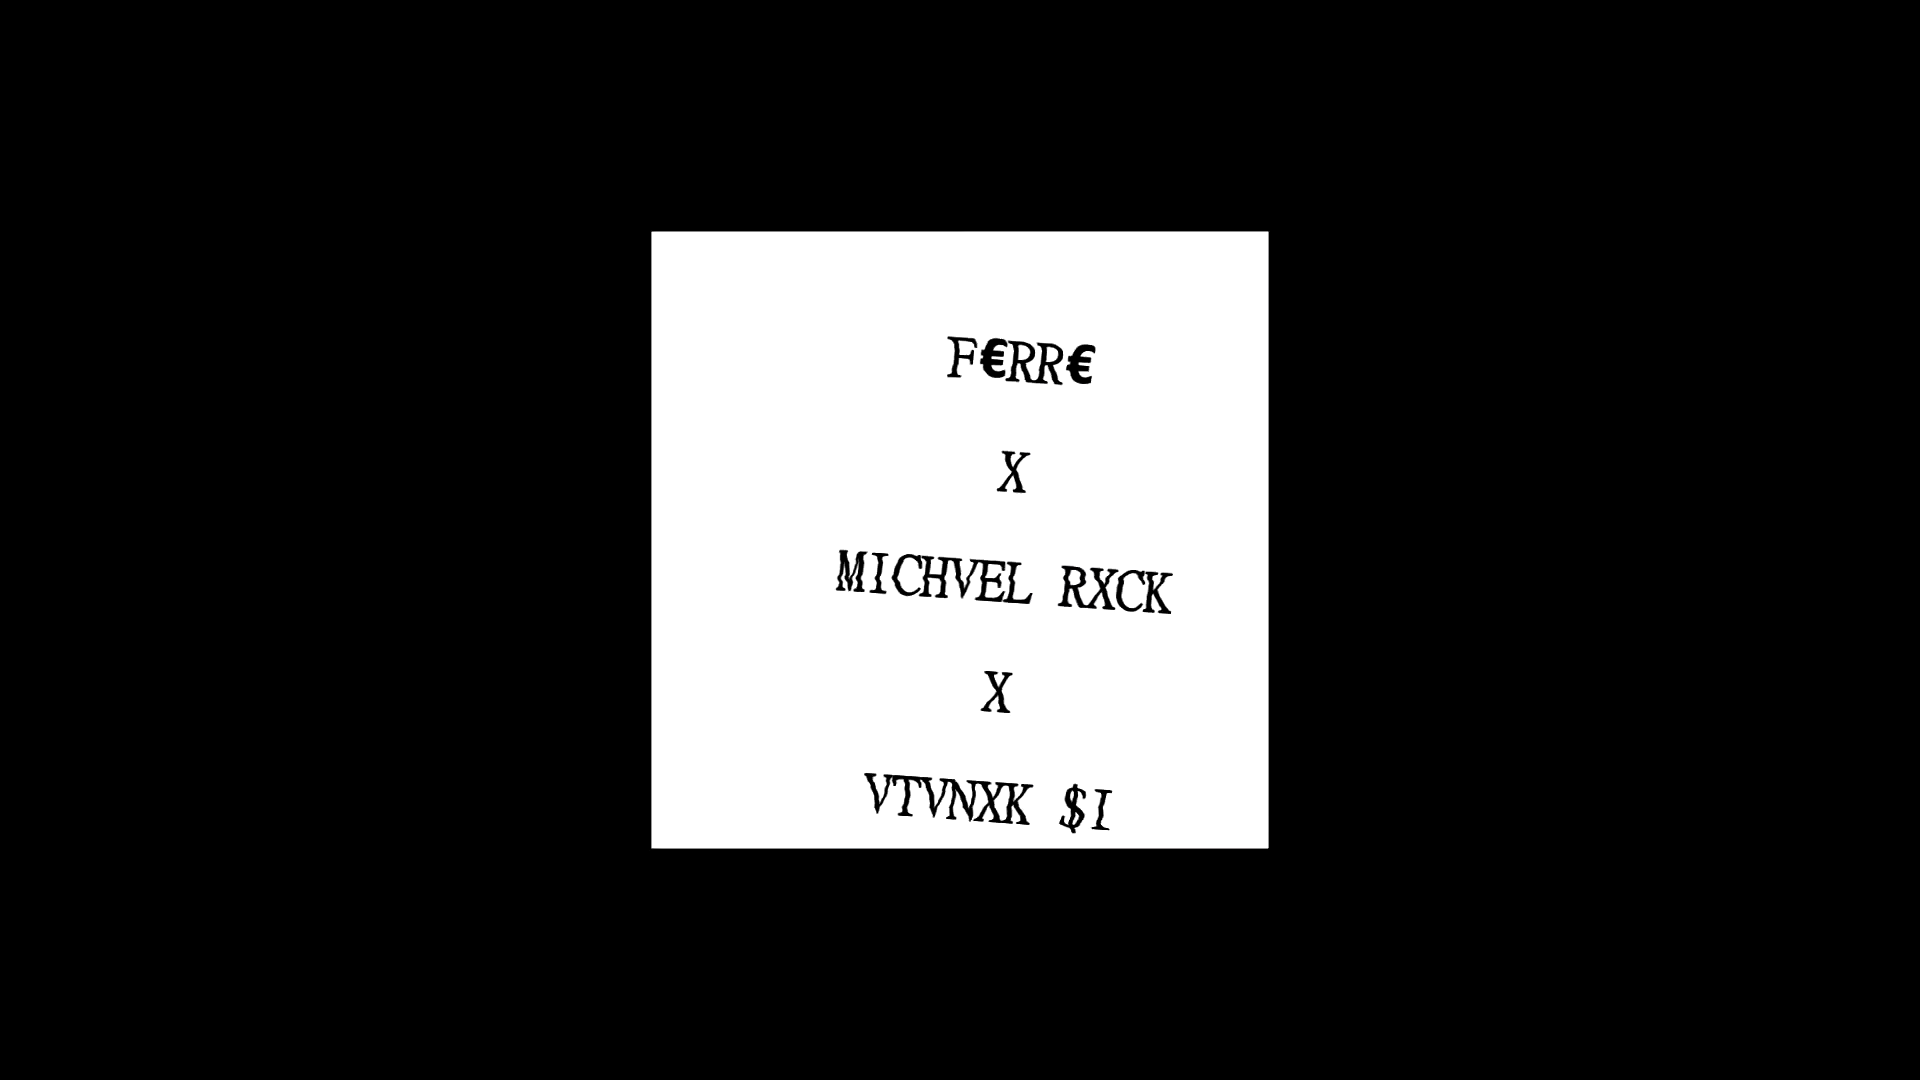 F€RR€
X
MICHVEL RXCK
X
VTVNXK $I